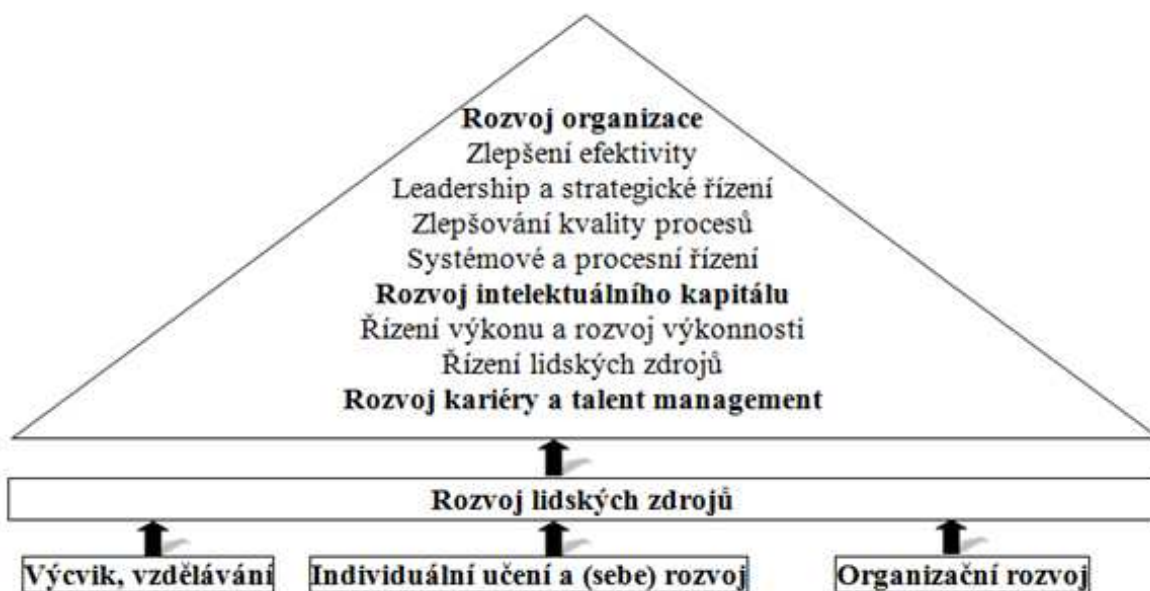 Rozvoj organizace
Zlepšení efektivity
Leadership a strategické řízení
Zlepšování kvality procesů
Systémové a procesní řízení
Rozvoj intelektuálního kapitálu
Řízení výkonu a rozvoj výkonnosti
Řízení lidských zdrojů
Rozvoj kariéry a talent management
Rozvoj lidských zdrojů
Výcvik, vzdělávání
Individuální učení a (sebe) rozvoj
Organizační rozvoj